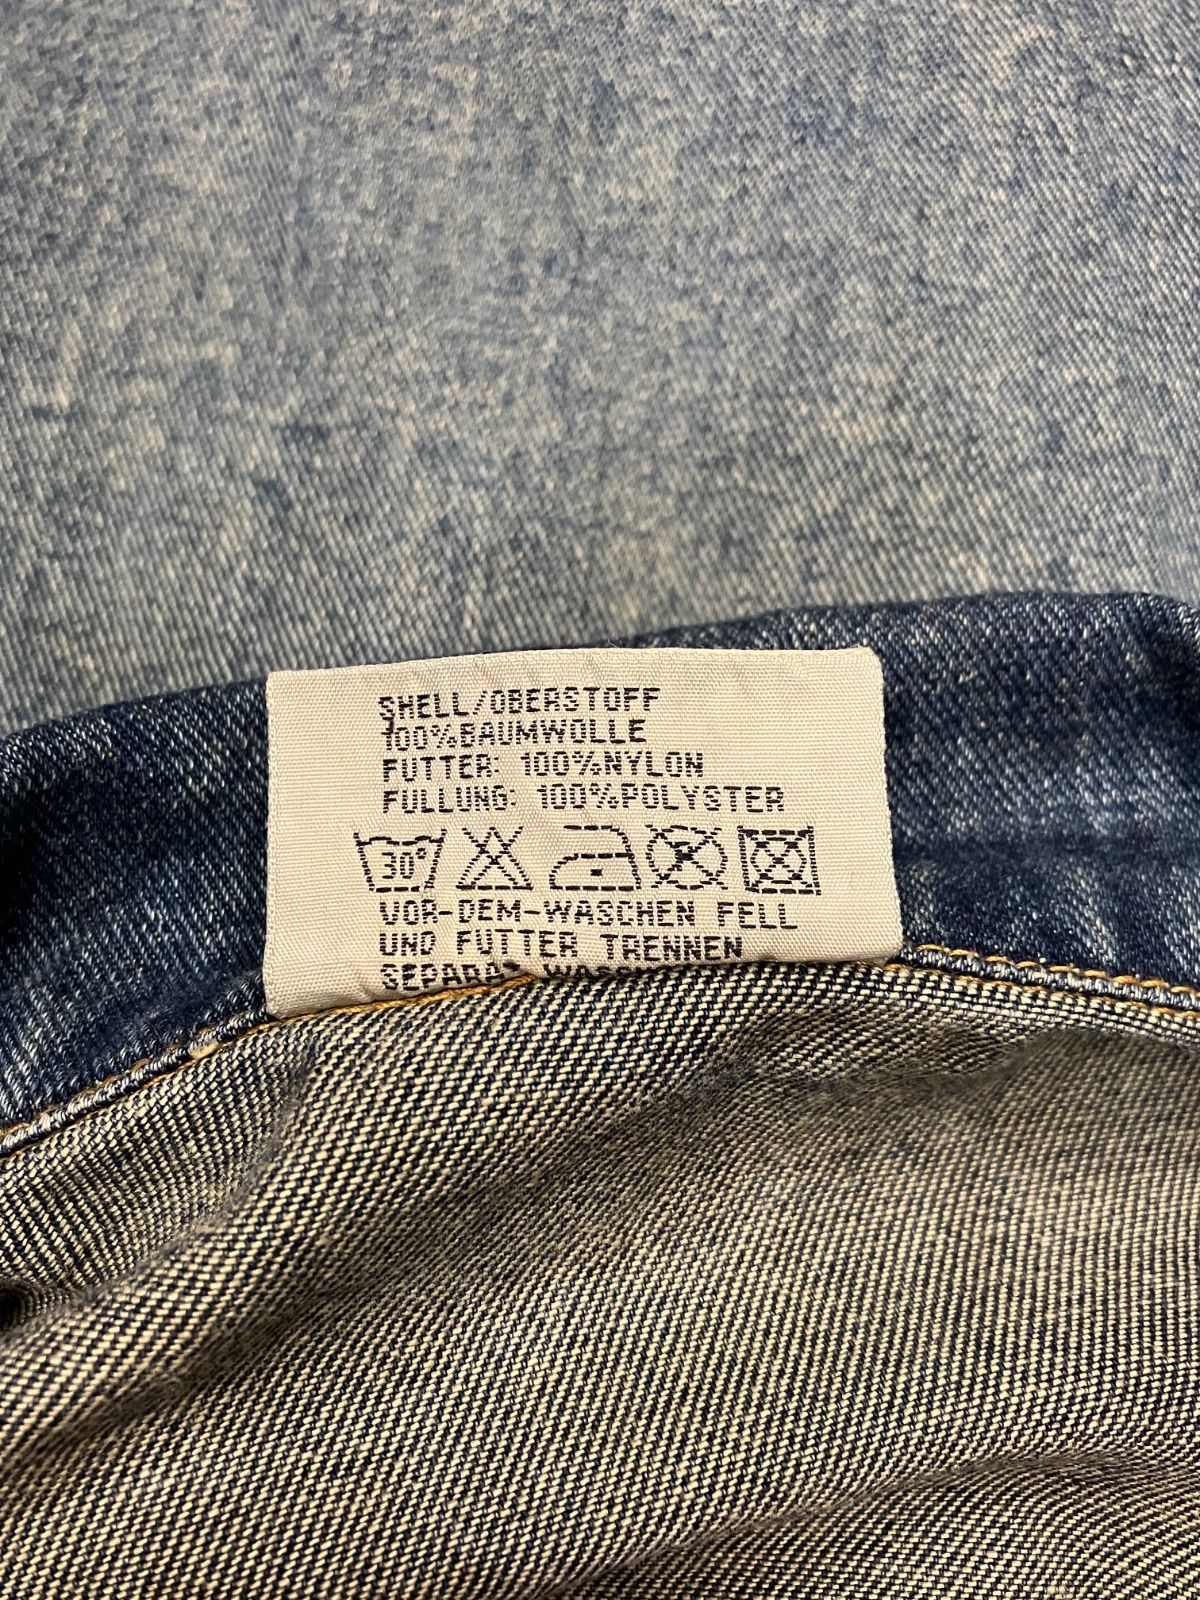 SHELL/OBERSTOFF
100%BAUMWOLLE
FUTTER: 100%NYLON
FULLUNG: 100%POLYSTER
30°
VOR-DEM-WASCHEN FELL
UND FUTTER TRENNEN